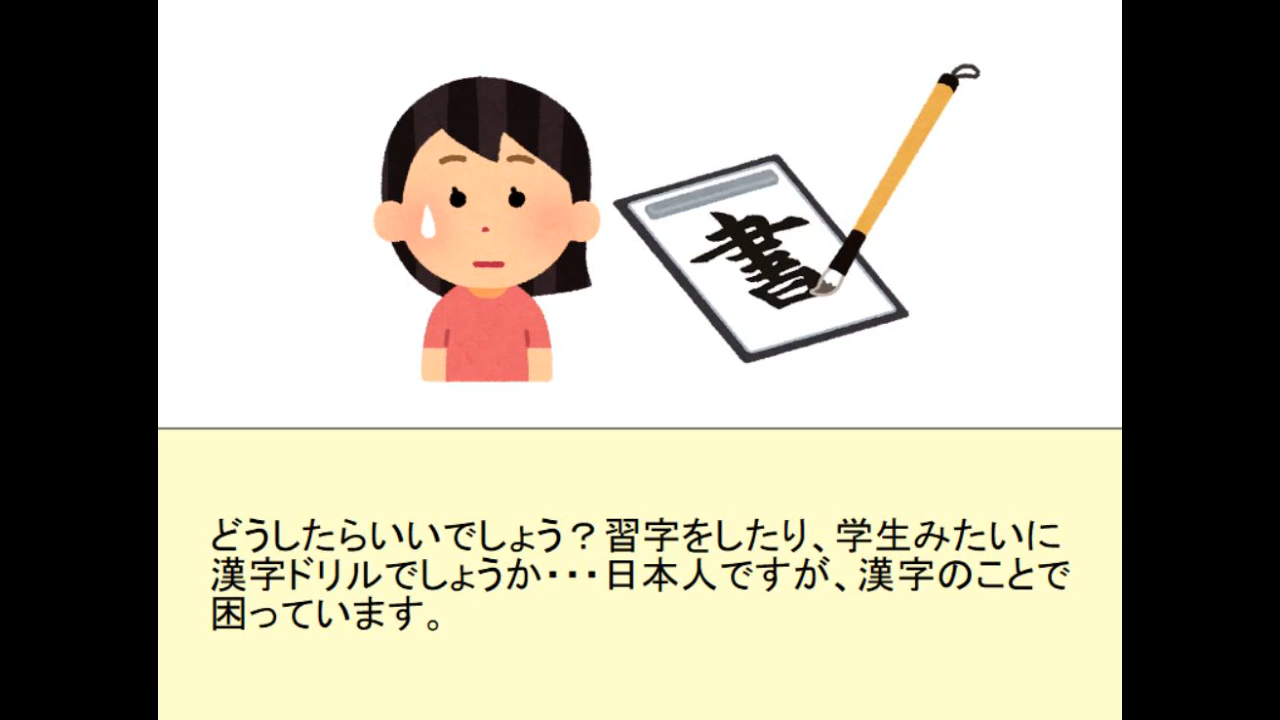 書
どうしたらいいでしょう？習字をしたり、学生みたいに
漢字ドリルでしょうか・・・日本人ですが、漢字のことで
困っています。